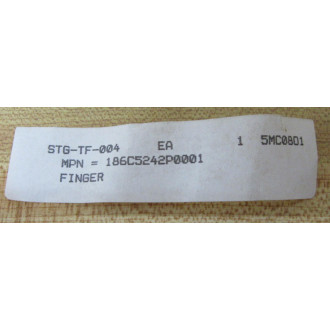 STG-TF-004 EA 1 5MC0801
MPN = 186C5242P0001
FINGER